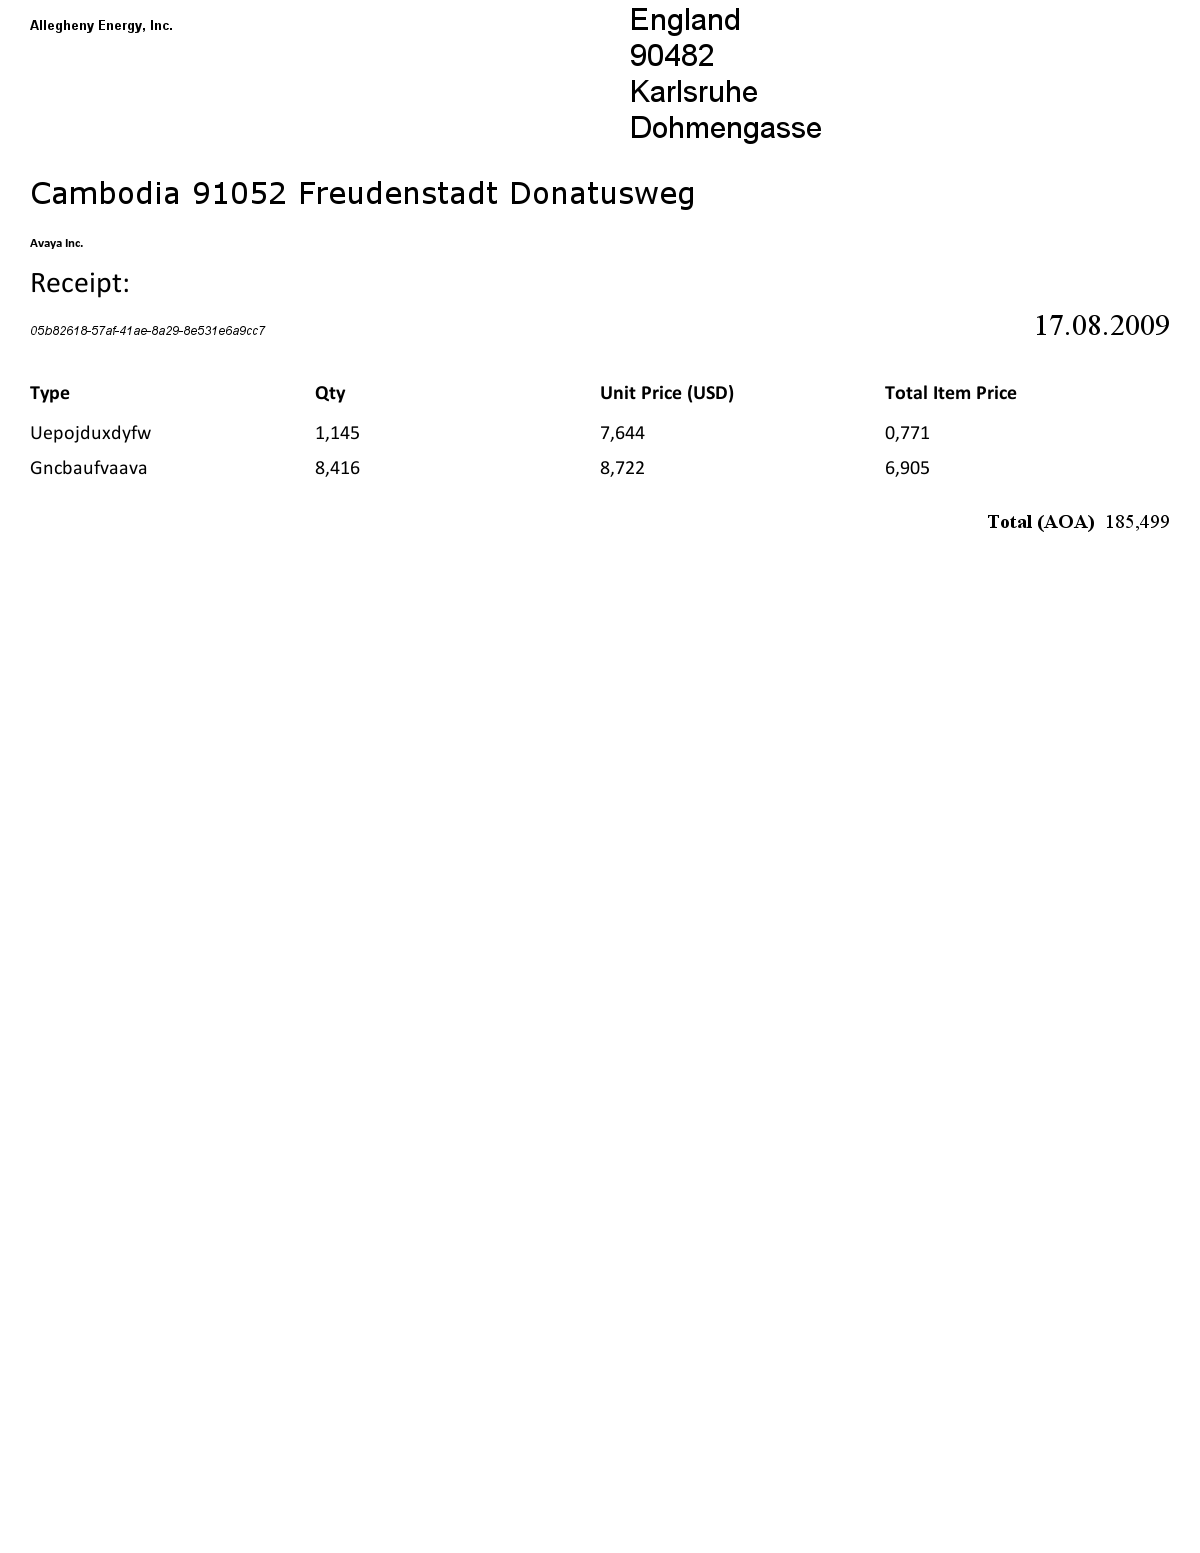 Allegheny Energy, Inc.
England
90482
Karlsruhe
Dohmengasse
Cambodia 91052 Freudenstadt Donatusweg
Avaya Inc.
Receipt:
05b82618-57af-41ae-8a29-8e531e6a9cc7 17.08.2009
Type Qty Unit Price (USD) Total Item Price
Uepojduxdyfw 1,145 7,644 0,771
Gncbaufvaava 8,416 8,722 6,905
Total (AOA) 185,499